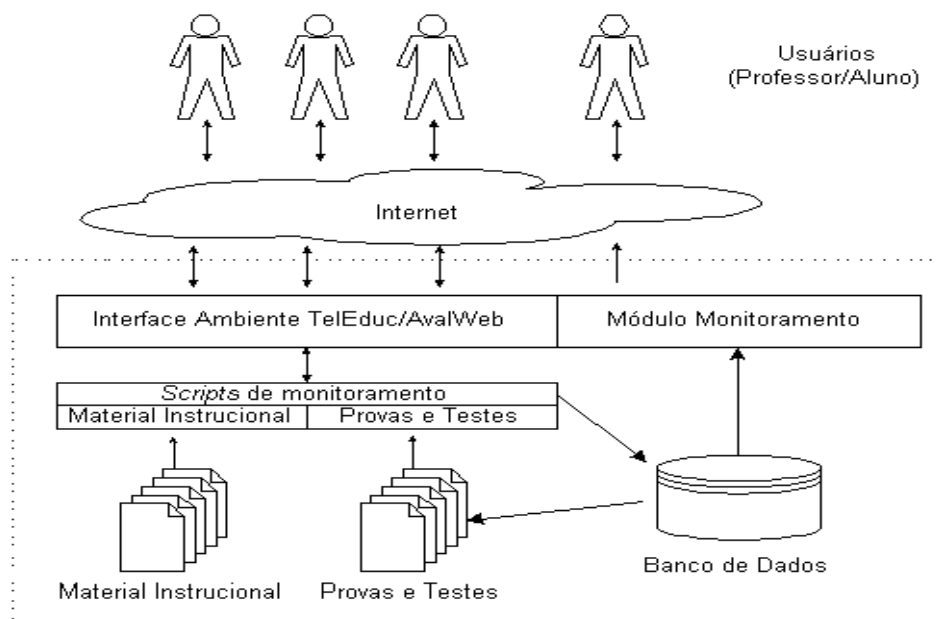 Usuários
(Professor/Aluno)
Internet
Interface Ambiente TelEduc/AvalWeb
Módulo Monitoramento
Scripts de monitoramento
Material Instrucional
Provas e Testes
Banco de Dados
Material Instrucional
Provas e Testes